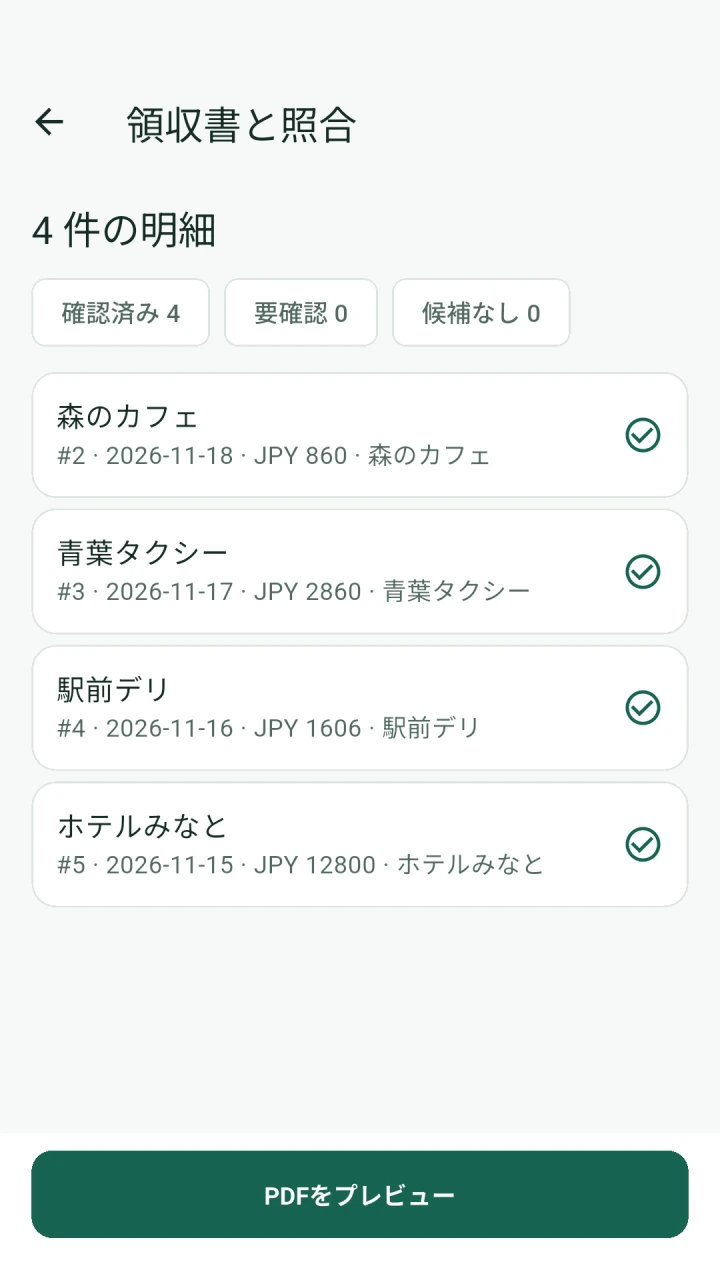 領収書と照合
4 件の明細
確認済み 4
要確認 0
候補なし 0
森のカフェ
#2 · 2026-11-18 · JPY 860 · 森のカフェ
青葉タクシー
#3 · 2026-11-17 · JPY 2860 · 青葉タクシー
駅前デリ
#4 · 2026-11-16 · JPY 1606 · 駅前デリ
ホテルみなと
#5 · 2026-11-15 · JPY 12800 · ホテルみなと
PDFをプレビュー